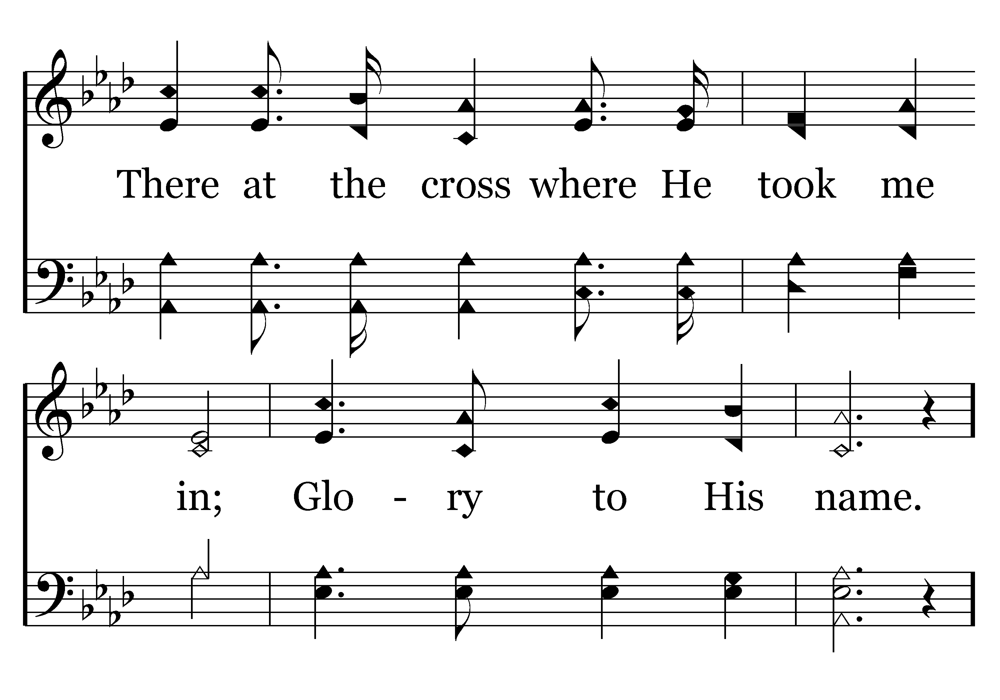 There at the cross where He took me
in; Glo - ry to His name.